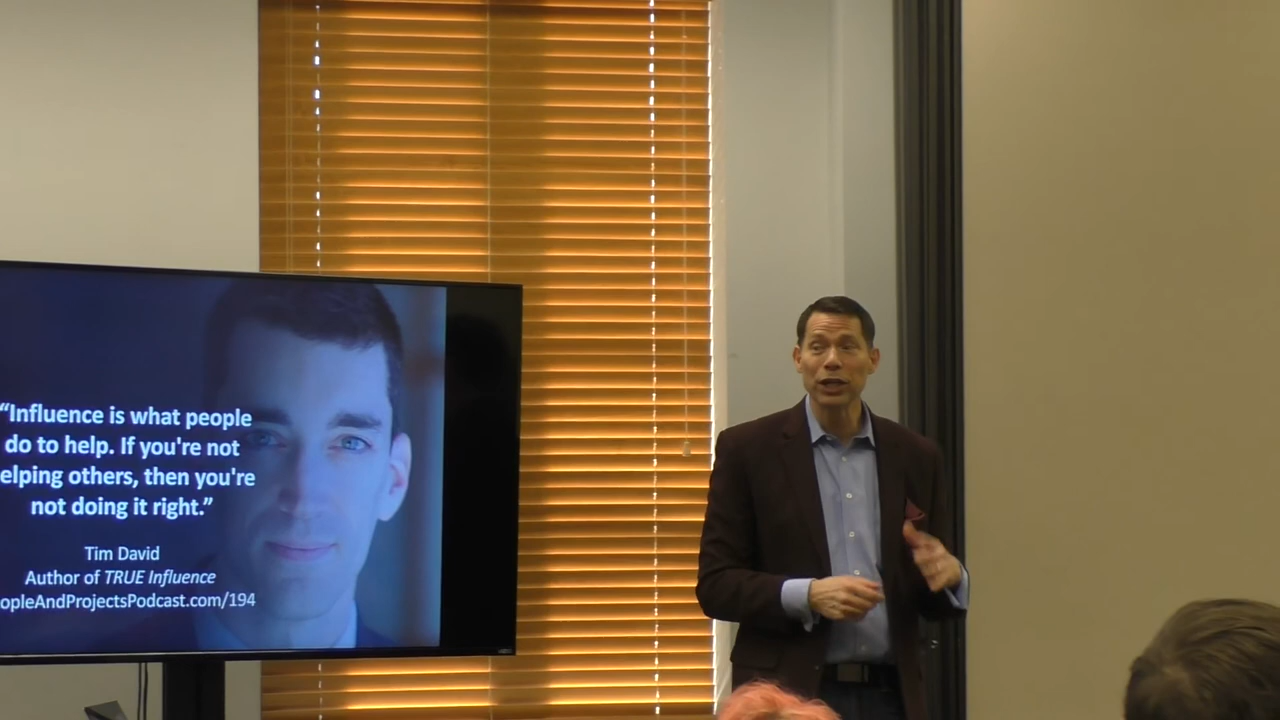 “Influence is what people
do to help. If you're not
elping others, then you're
not doing it right.”
Tim David
Author of TRUE Influence
opleAndProjectsPodcast.com/194